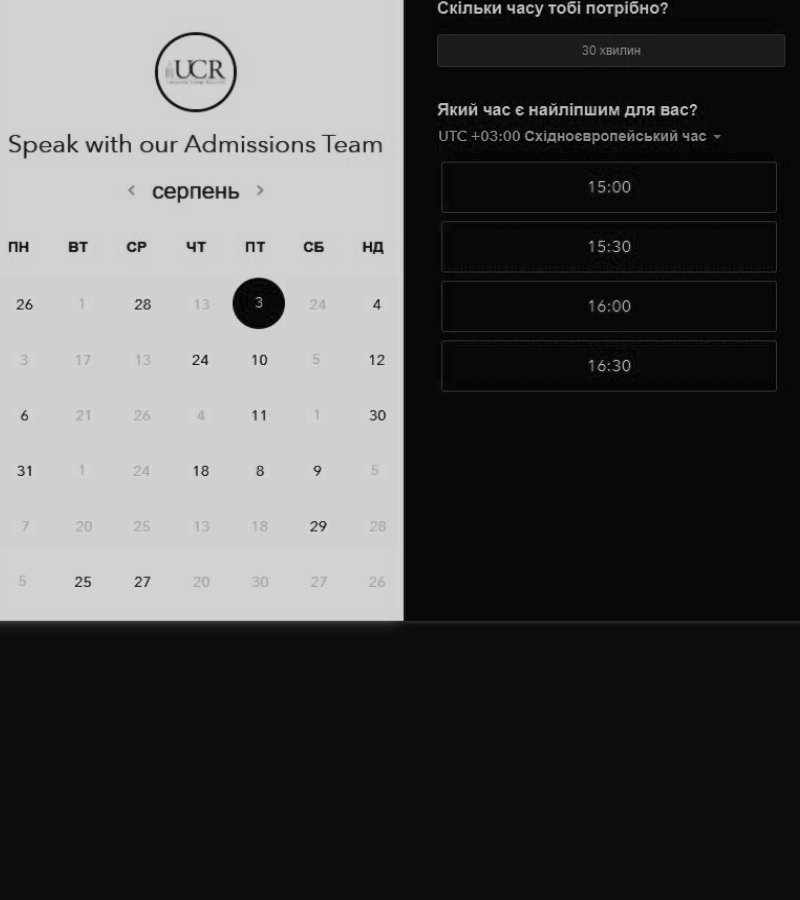 UCR
Speak with our Admissions Team
серпень
ПН ВТ СР ЧТ ПТ СБ НД
26 1 28 13 3 24 4
3 17 13 24 10 5 12
6 21 26 4 11 1 30
31 1 24 18 8 9 5
7 20 25 13 18 29 28
5 25 27 20 30 27 26
Скільки часу тобі потрібно?
30 хвилин
Який час є найліпшим для вас?
UTC +03:00 Східноєвропейський час
15:00
15:30
16:00
16:30